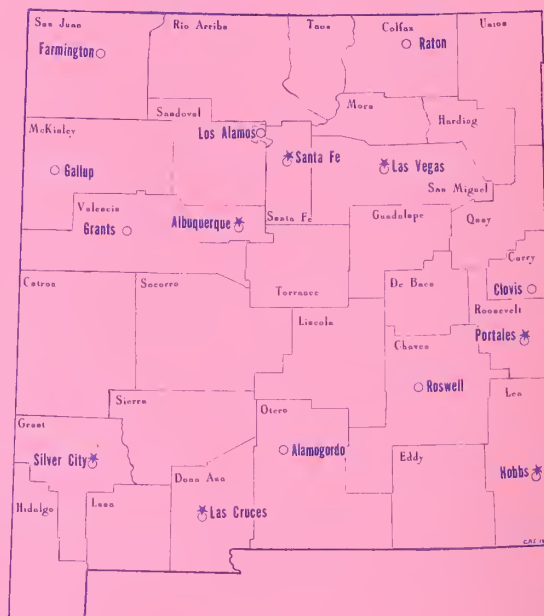 San Juan
Rio Arriba
Taos
Colfax
Union
Farmington
Raton
Sandoval
Mora
Harding
McKinley
Los Alamos
Santa Fe
Las Vegas
Gallup
San Miguel
Valencia
Grants
Albuquerque
Santa Fe
Guadalupe
Quay
Curry
Catron
Socorro
Torrance
De Baca
Clovis
Roosevelt
Lincoln
Portales
Chaves
Roswell
Lea
Sierra
Otero
Grant
Silver City
Alamogordo
Eddy
Hobbs
Dona Ana
Hidalgo
Luna
Las Cruces